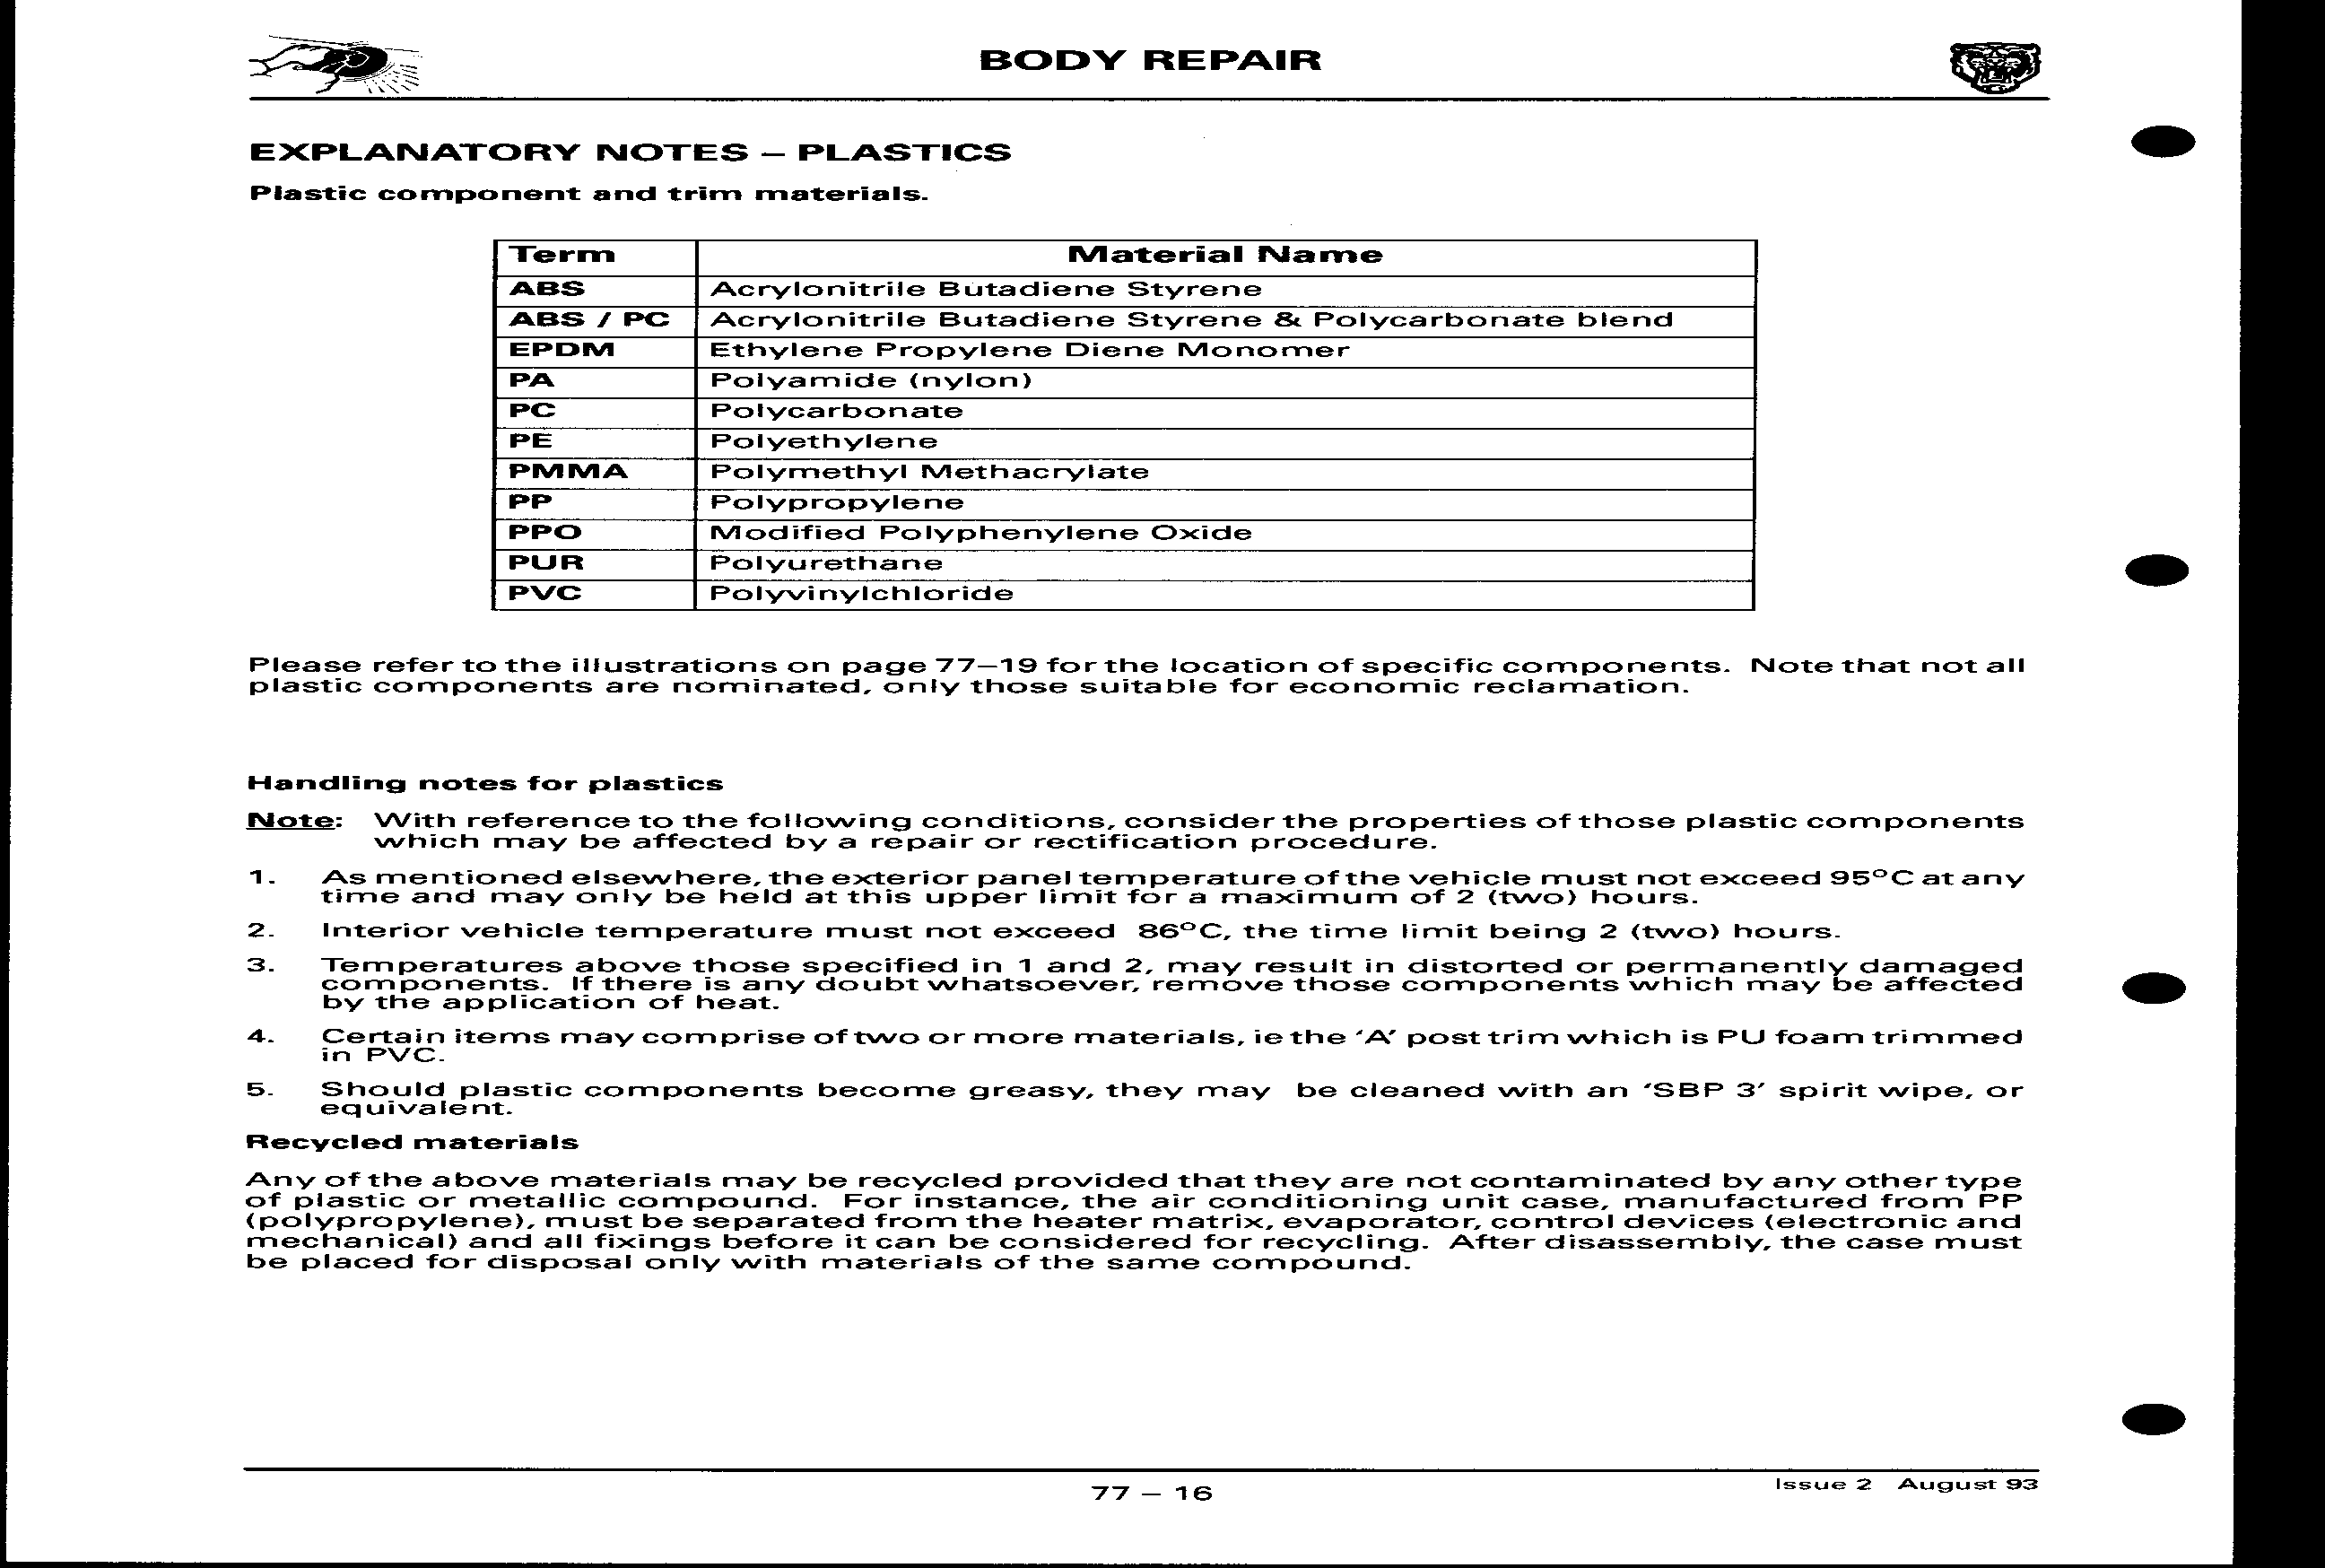 BODY REPAIR
EXPLANATORY NOTES – PLASTICS
Plastic component and trim materials.
Term Material Name
ABS Acrylonitrile Butadiene Styrene
ABS / PC Acrylonitrile Butadiene Styrene & Polycarbonate blend
EPDM Ethylene Propylene Diene Monomer
PA Polyamide (nylon)
PC Polycarbonate
PE Polyethylene
PMMA Polymethyl Methacrylate
PP Polypropylene
PPO Modified Polyphenylene Oxide
PUR Polyurethane
PVC Polyvinylchloride
Please refer to the illustrations on page 77–19 for the location of specific components. Note that not all
plastic components are nominated, only those suitable for economic reclamation.
Handling notes for plastics
Note: With reference to the following conditions, consider the properties of those plastic components
which may be affected by a repair or rectification procedure.
1. As mentioned elsewhere, the exterior panel temperature of the vehicle must not exceed 95°C at any
time and may only be held at this upper limit for a maximum of 2 (two) hours.
2. Interior vehicle temperature must not exceed 86°C, the time limit being 2 (two) hours.
3. Temperatures above those specified in 1 and 2, may result in distorted or permanently damaged
components. If there is any doubt whatsoever, remove those components which may be affected
by the application of heat.
4. Certain items may comprise of two or more materials, ie the 'A' post trim which is PU foam trimmed
in PVC.
5. Should plastic components become greasy, they may be cleaned with an 'SBP 3' spirit wipe, or
equivalent.
Recycled materials
Any of the above materials may be recycled provided that they are not contaminated by any other type
of plastic or metallic compound. For instance, the air conditioning unit case, manufactured from PP
(polypropylene), must be separated from the heater matrix, evaporator, control devices (electronic and
mechanical) and all fixings before it can be considered for recycling. After disassembly, the case must
be placed for disposal only with materials of the same compound.
77 – 16
Issue 2 August 93